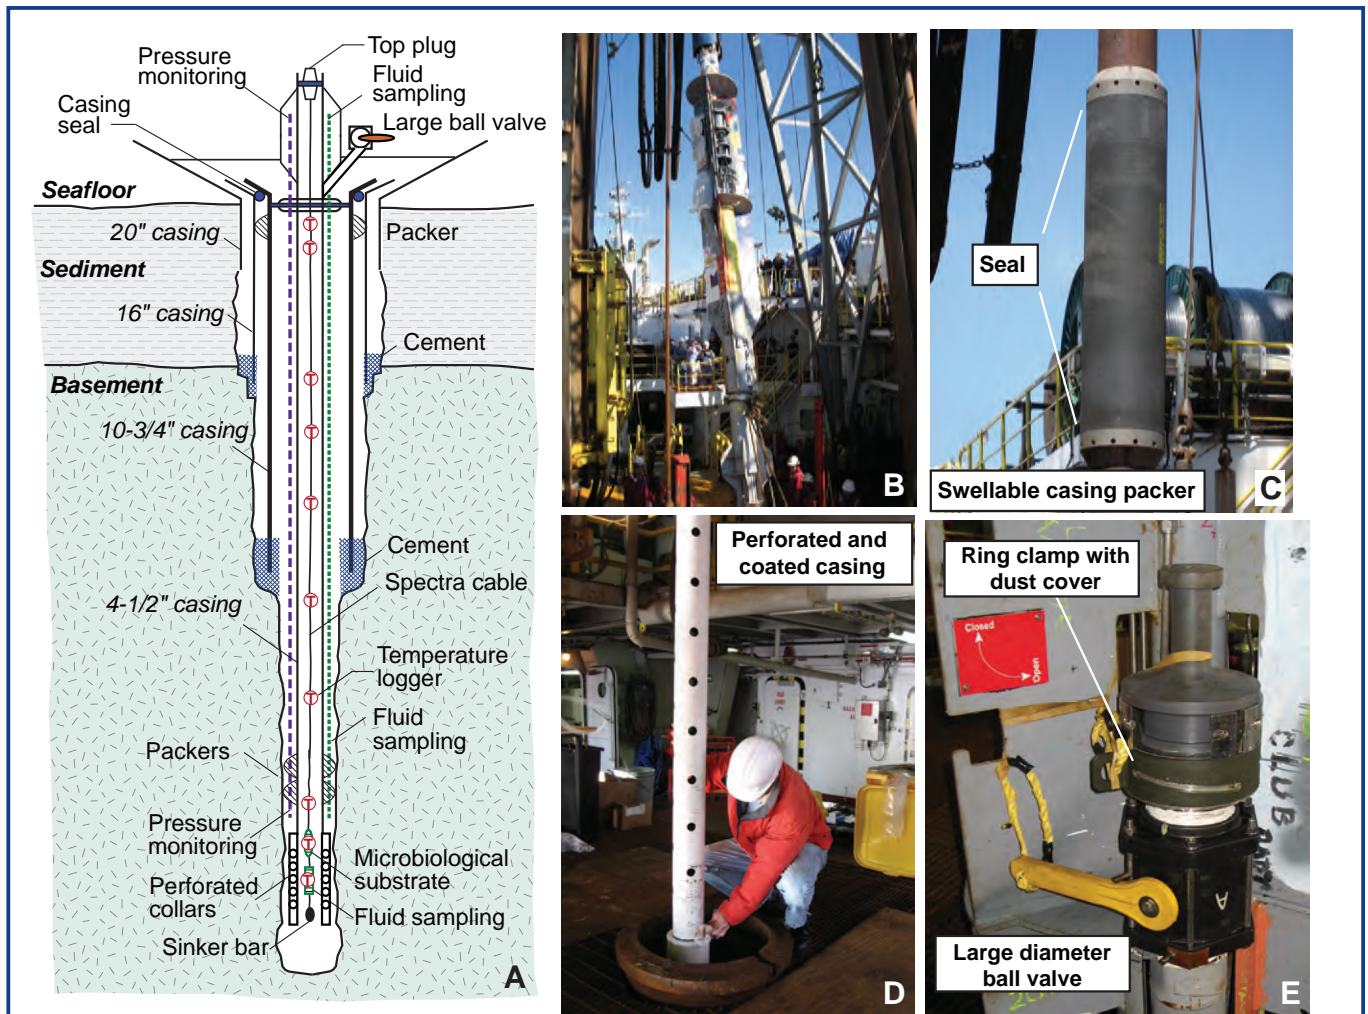 Top plug
Pressure
monitoring
Fluid
sampling
Casing
seal
Large ball valve
Seafloor
20" casing
Packer
Sediment
16" casing
Cement
Basement
10-3/4" casing
Cement
Spectra cable
4-1/2" casing
Temperature
logger
Fluid
sampling
Packers
Pressure
monitoring
Microbiological
substrate
Perforated
collars
Fluid sampling
Sinker bar
T
T
T
T
T
T
T
T
T
T
A
B
Seal
Swellable casing packer
C
Perforated and
coated casing
D
Ring clamp with
dust cover
Closed
Open
CLUB
A
Large diameter
ball valve
E